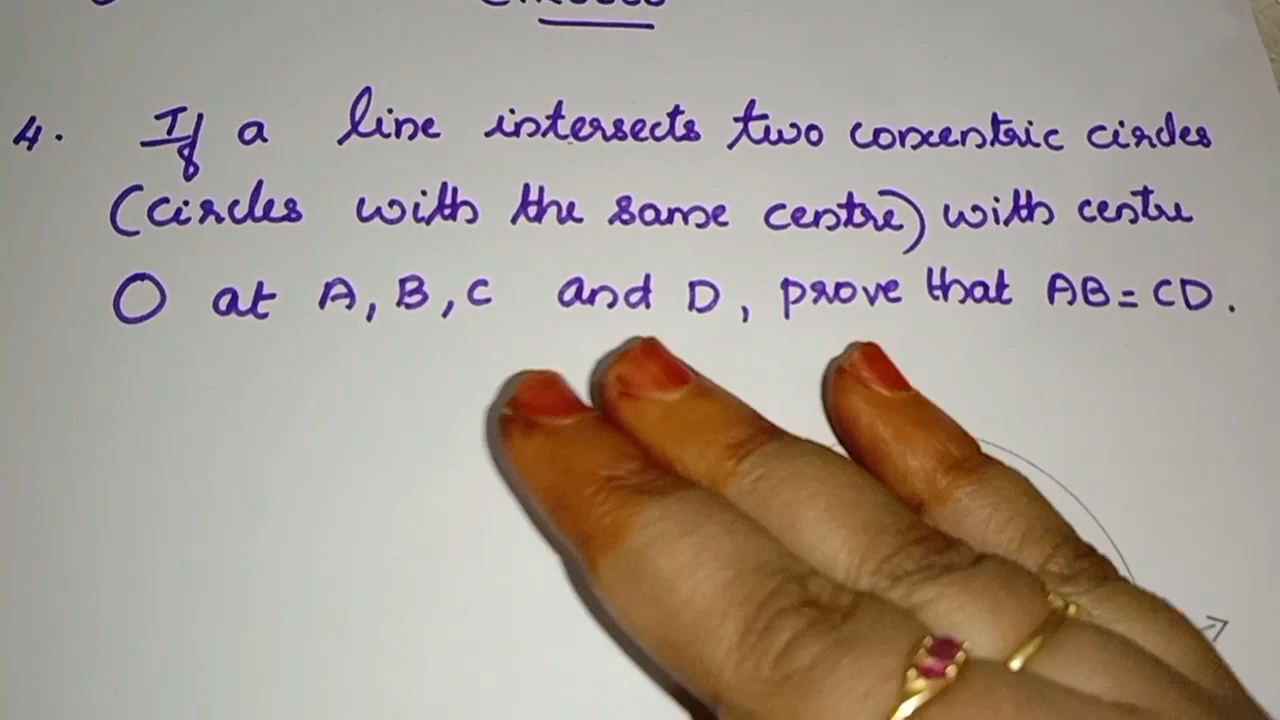 4. If a line intersects two concentric circles
(circles with the same centre) with centre
O at A, B, C and D, prove that AB = CD.